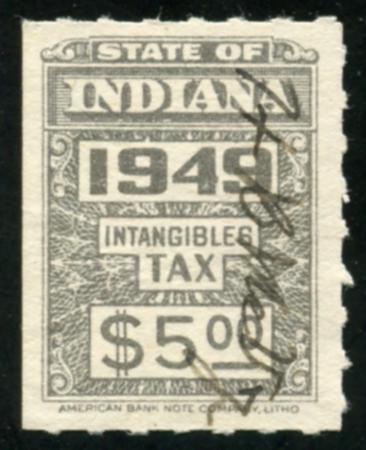 STATE OF
INDIANA
1949
INTANGIBLES
TAX
$5.00
AMERICAN BANK NOTE COMPANY, LITHO